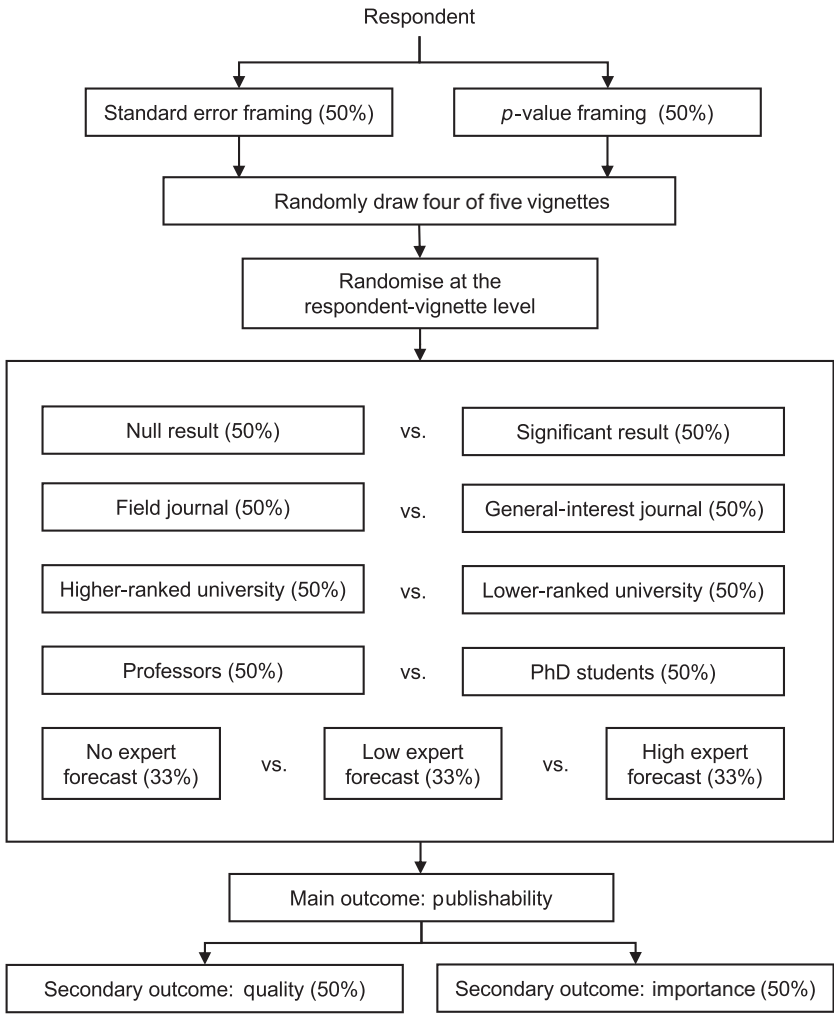 Respondent
Standard error framing (50%)
p-value framing (50%)
Randomly draw four of five vignettes
Randomise at the
respondent-vignette level
Null result (50%)
vs.
Significant result (50%)
Field journal (50%)
vs.
General-interest journal (50%)
Higher-ranked university (50%)
vs.
Lower-ranked university (50%)
Professors (50%)
vs.
PhD students (50%)
No expert
forecast (33%)
vs.
Low expert
forecast (33%)
vs.
High expert
forecast (33%)
Main outcome: publishability
Secondary outcome: quality (50%)
Secondary outcome: importance (50%)